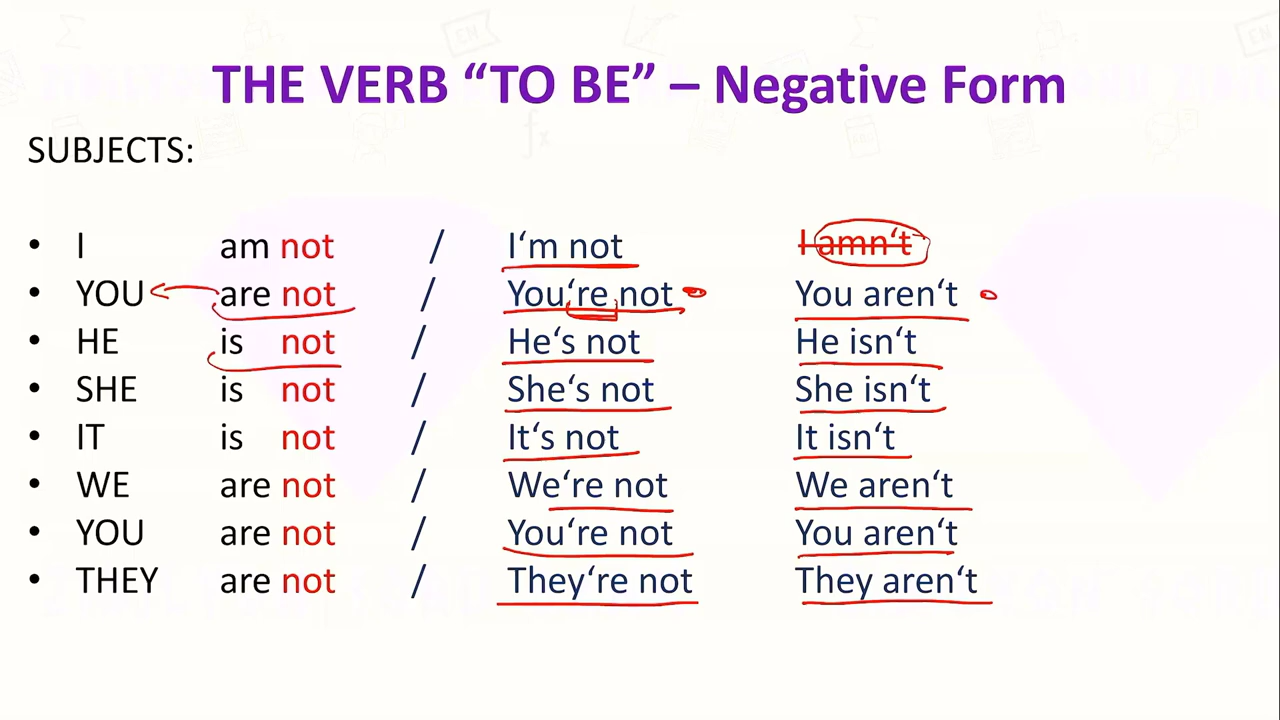 THE VERB “TO BE” – Negative Form
SUBJECTS:
• I am not / I‘m not I amn‘t
• YOU are not / You‘re not You aren‘t
• HE is not / He‘s not He isn‘t
• SHE is not / She‘s not She isn‘t
• IT is not / It‘s not It isn‘t
• WE are not / We‘re not We aren‘t
• YOU are not / You‘re not You aren‘t
• THEY are not / They‘re not They aren‘t